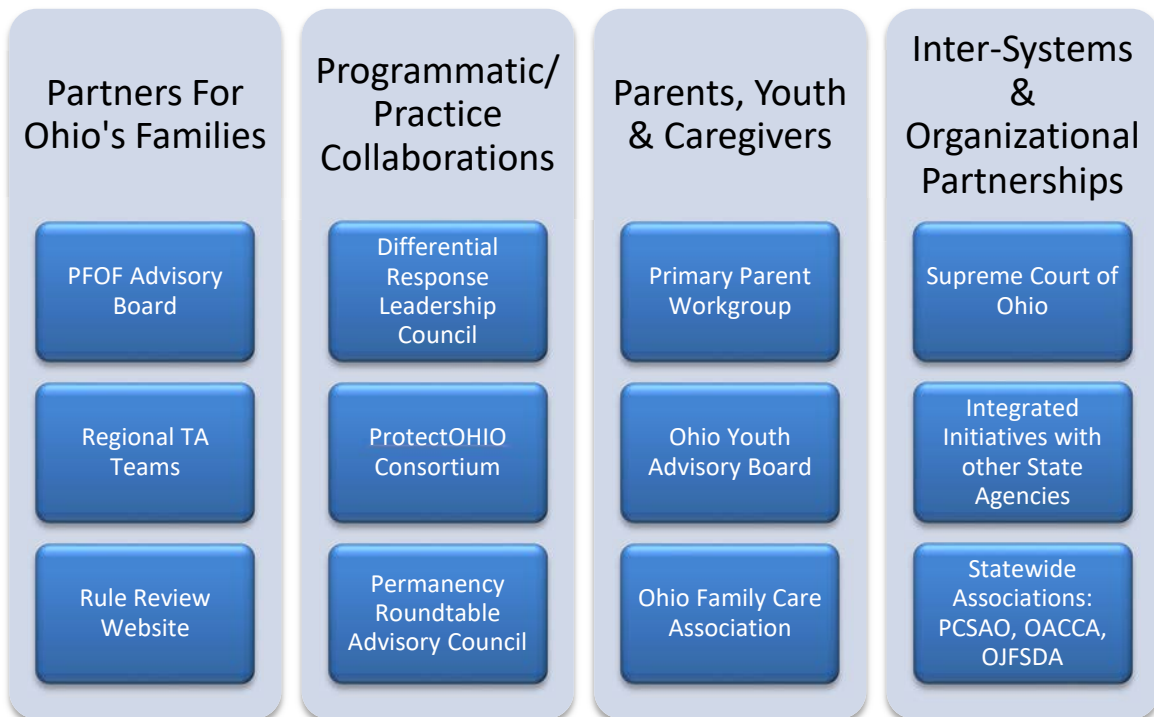 Partners For
Ohio's Families
PFOF Advisory
Board
Regional TA
Teams
Rule Review
Website
Programmatic/
Practice
Collaborations
Differential
Response
Leadership
Council
ProtectOHIO
Consortium
Permanency
Roundtable
Advisory Council
Parents, Youth
& Caregivers
Primary Parent
Workgroup
Ohio Youth
Advisory Board
Ohio Family Care
Association
Inter-Systems
&
Organizational
Partnerships
Supreme Court of
Ohio
Integrated
Initiatives with
other State
Agencies
Statewide
Associations:
PCSAO, OACCA,
OJFSDA